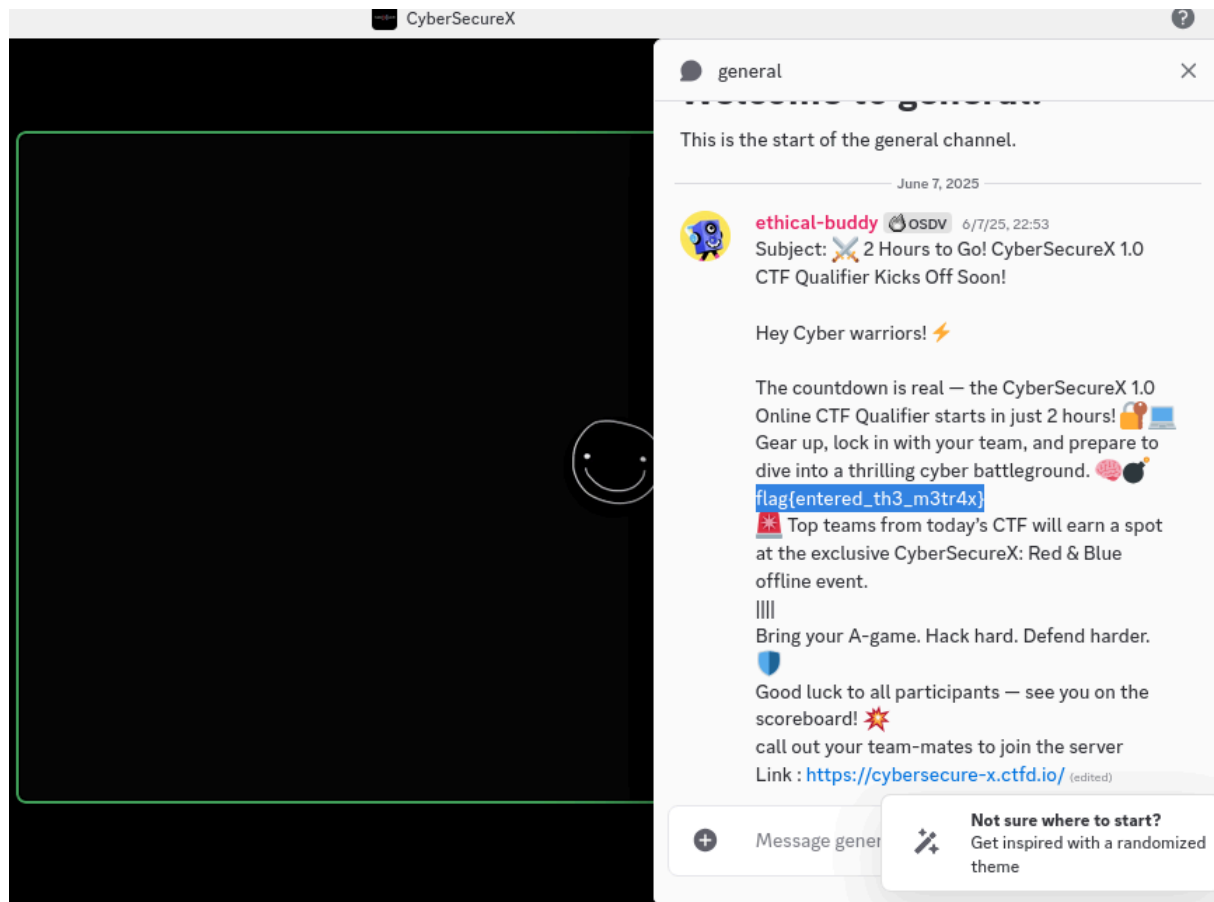 CyberSecureX
?
general
Welcome to general!
This is the start of the general channel.
June 7, 2025
ethical-buddy OSDV 6/7/25, 22:53
Subject: ⚔️ 2 Hours to Go! CyberSecureX 1.0
CTF Qualifier Kicks Off Soon!
Hey Cyber warriors! ⚡
The countdown is real — the CyberSecureX 1.0
Online CTF Qualifier starts in just 2 hours! 🔐💻
Gear up, lock in with your team, and prepare to
dive into a thrilling cyber battleground. 🧠💣
flag{entered_th3_m3tr4x}
🚨 Top teams from today’s CTF will earn a spot
at the exclusive CyberSecureX: Red & Blue
offline event.
||||
Bring your A-game. Hack hard. Defend harder.
🛡️
Good luck to all participants — see you on the
scoreboard! 💥
call out your team-mates to join the server
Link : https://cybersecure-x.ctfd.io/ (edited)
Message gener
Not sure where to start?
Get inspired with a randomized
theme